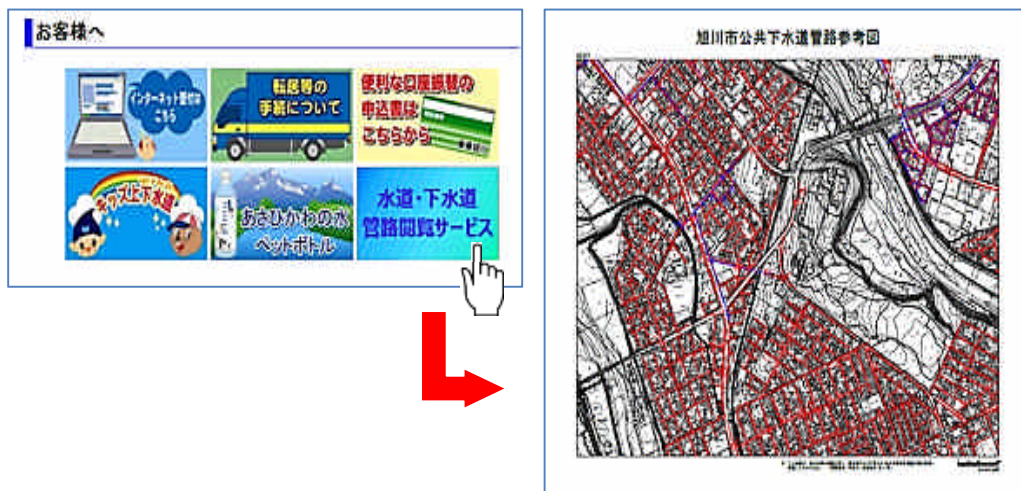 お客様へ
インターネット受付は
こちら
転居等の
手続について
便利な口座振替の
申込書は
こちらから
キッズ上下水道
あさひかわの水
ペットボトル
水道・下水道
管路閲覧サービス
旭川市公共下水道管路参考図